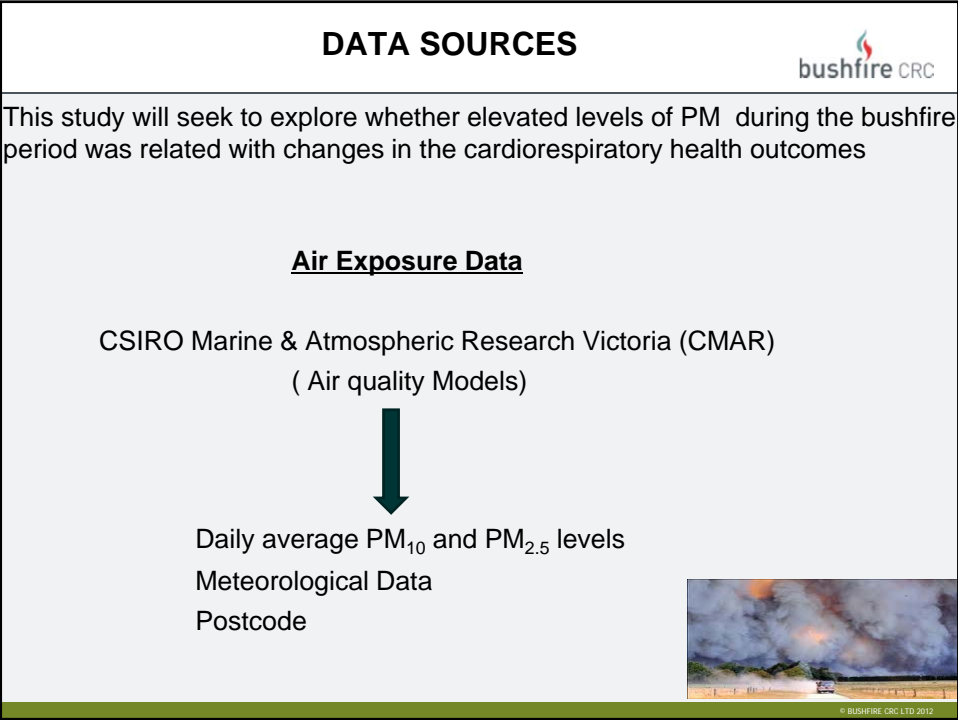 DATA SOURCES
bushfire CRC
This study will seek to explore whether elevated levels of PM during the bushfire
period was related with changes in the cardiorespiratory health outcomes
Air Exposure Data
CSIRO Marine & Atmospheric Research Victoria (CMAR)
( Air quality Models)
Daily average PM₁₀ and PM₂.₅ levels
Meteorological Data
Postcode
© BUSHFIRE CRC LTD 2012